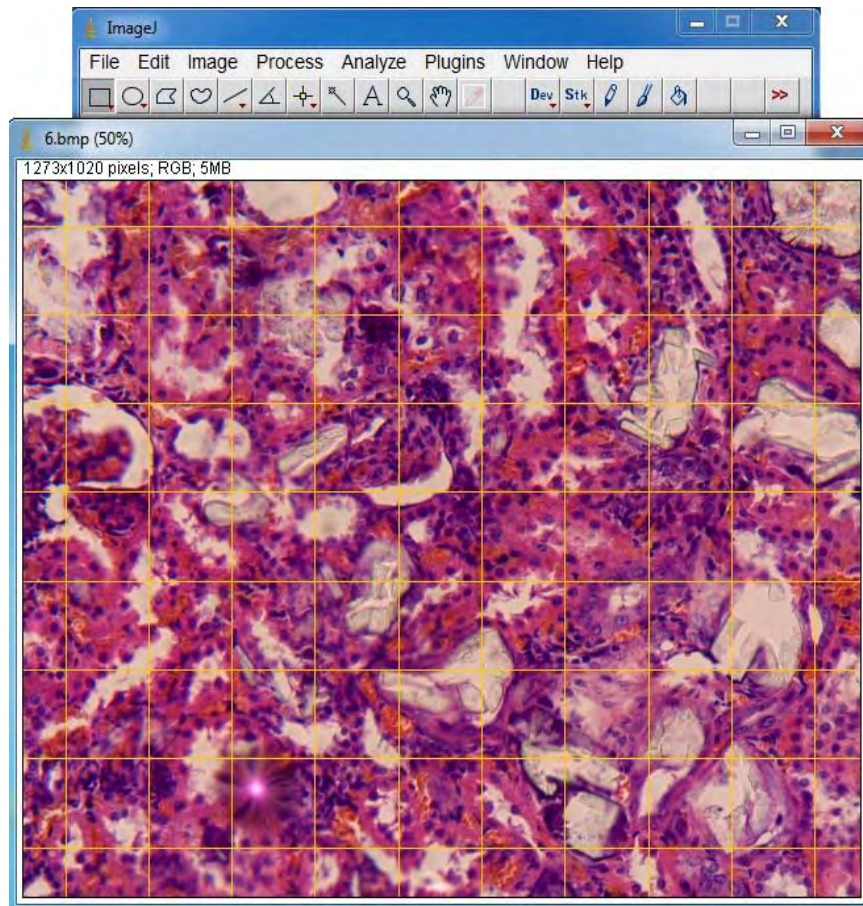 ImageJ
File Edit Image Process Analyze Plugins Window Help
A Dev Stk >>
6.bmp (50%)
1273x1020 pixels; RGB; 5MB